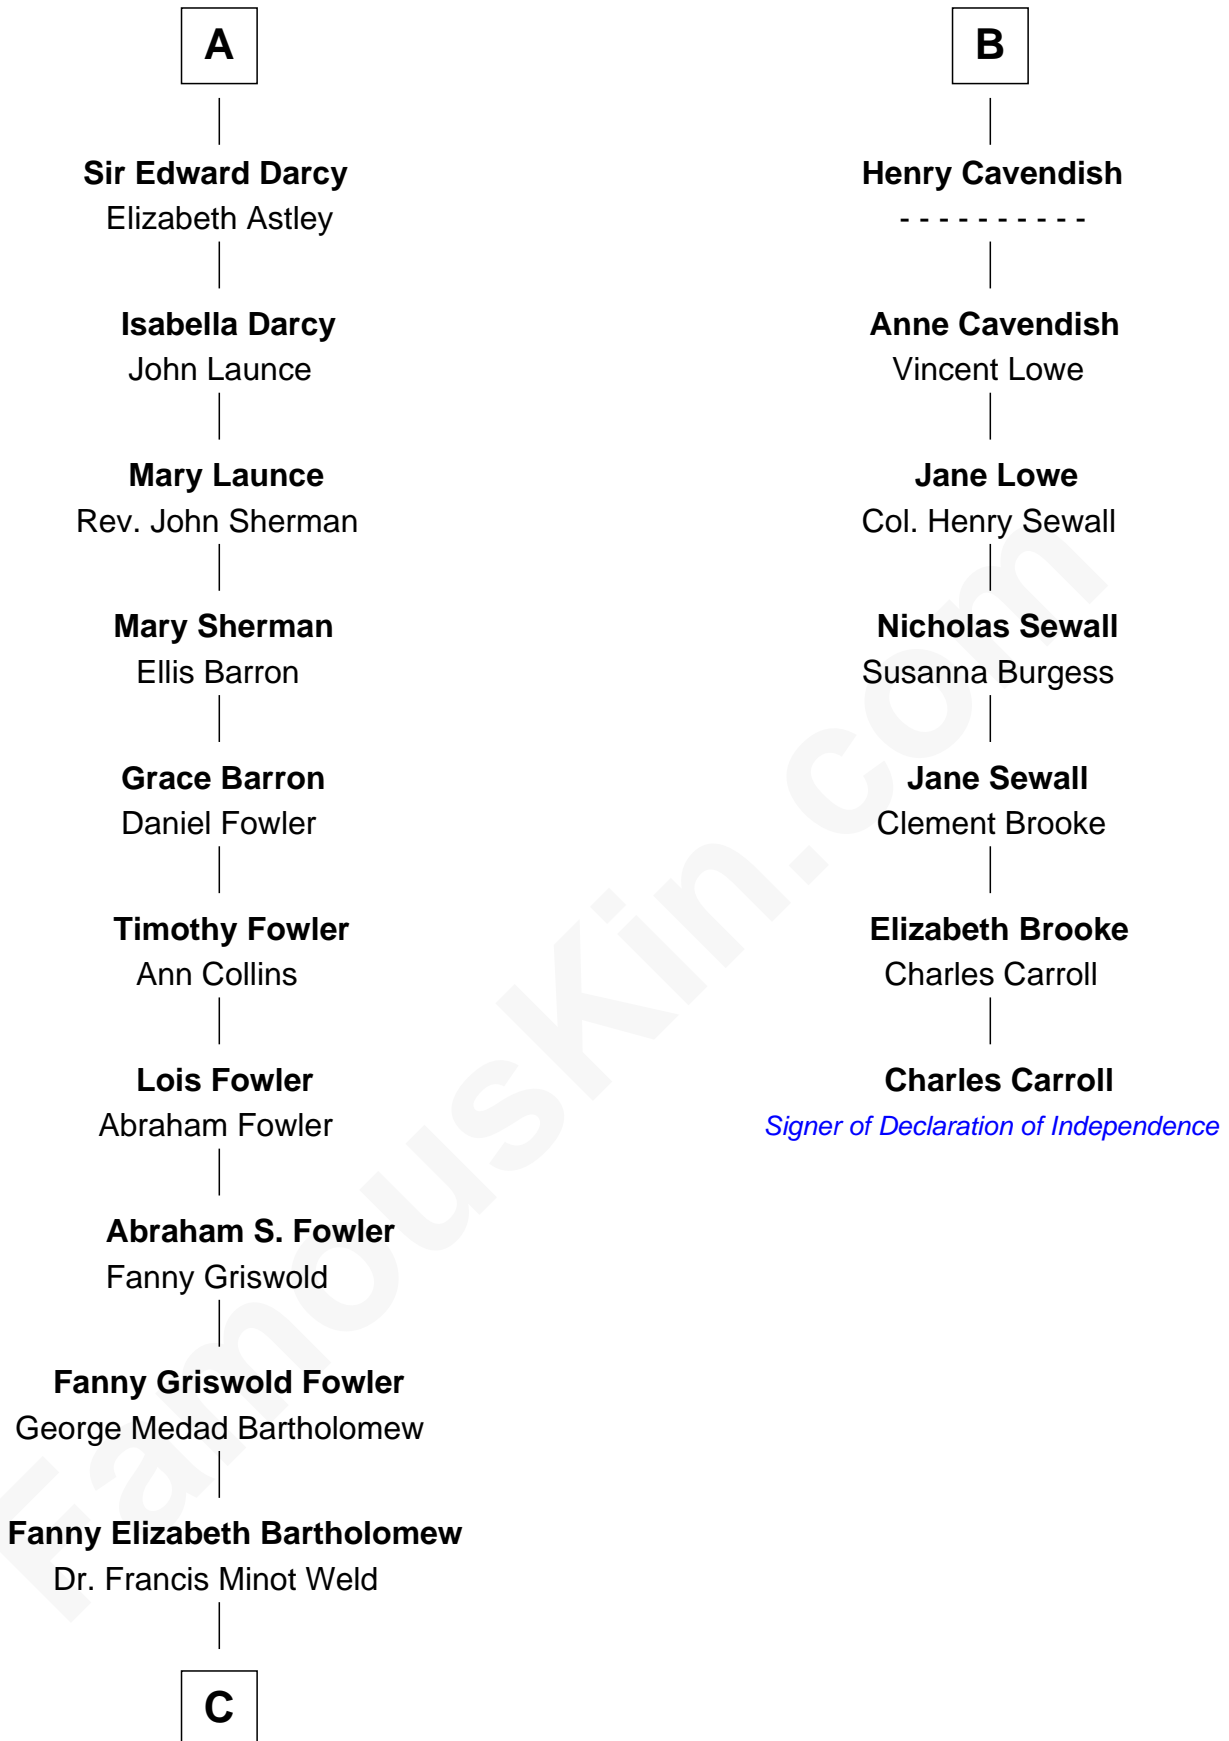 A
Sir Edward Darcy
Elizabeth Astley
Isabella Darcy
John Launce
Mary Launce
Rev. John Sherman
Mary Sherman
Ellis Barron
Grace Barron
Daniel Fowler
Timothy Fowler
Ann Collins
Lois Fowler
Abraham Fowler
Abraham S. Fowler
Fanny Griswold
Fanny Griswold Fowler
George Medad Bartholomew
Fanny Elizabeth Bartholomew
Dr. Francis Minot Weld
C
B
Henry Cavendish
- - - - - - - - - -
Anne Cavendish
Vincent Lowe
Jane Lowe
Col. Henry Sewall
Nicholas Sewall
Susanna Burgess
Jane Sewall
Clement Brooke
Elizabeth Brooke
Charles Carroll
Charles Carroll
Signer of Declaration of Independence
FamousKin.com